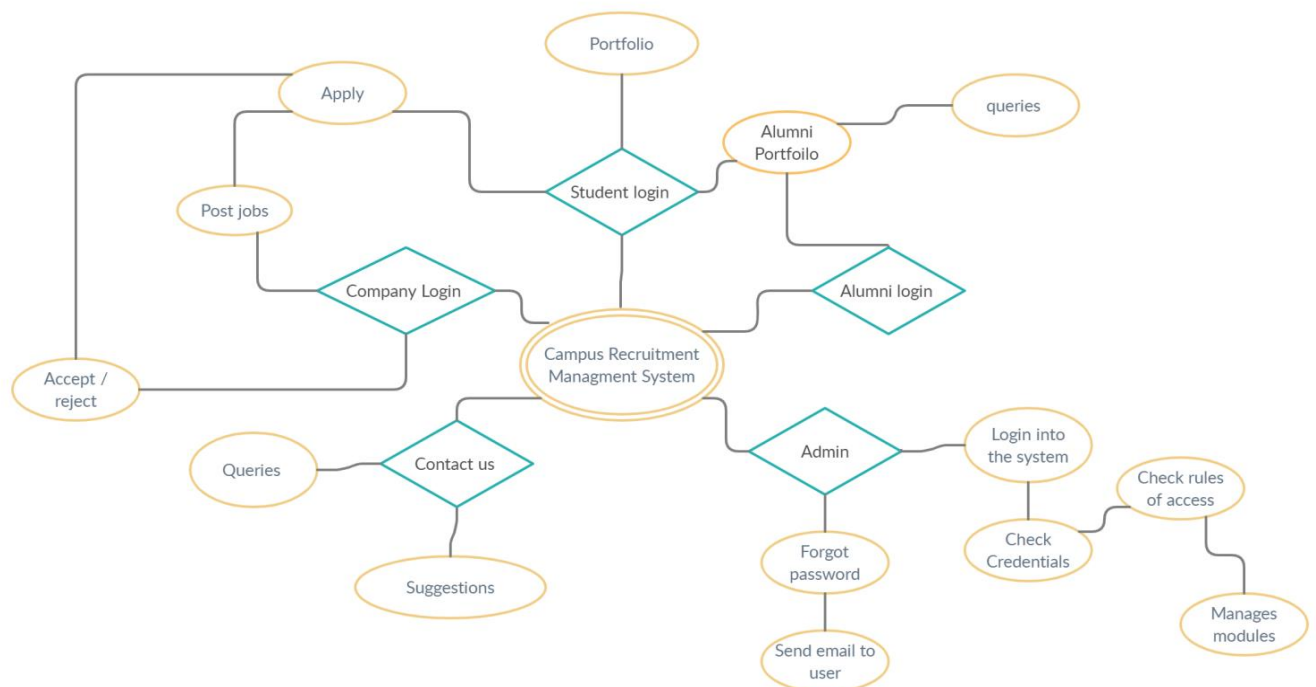 Portfolio
Apply
queries
Alumni
Portfoilo
Student login
Post jobs
Company Login
Alumni login
Campus Recruitment
Managment System
Accept /
reject
Queries
Contact us
Admin
Login into
the system
Check rules
of access
Check
Credentials
Forgot
password
Suggestions
Manages
modules
Send email to
user